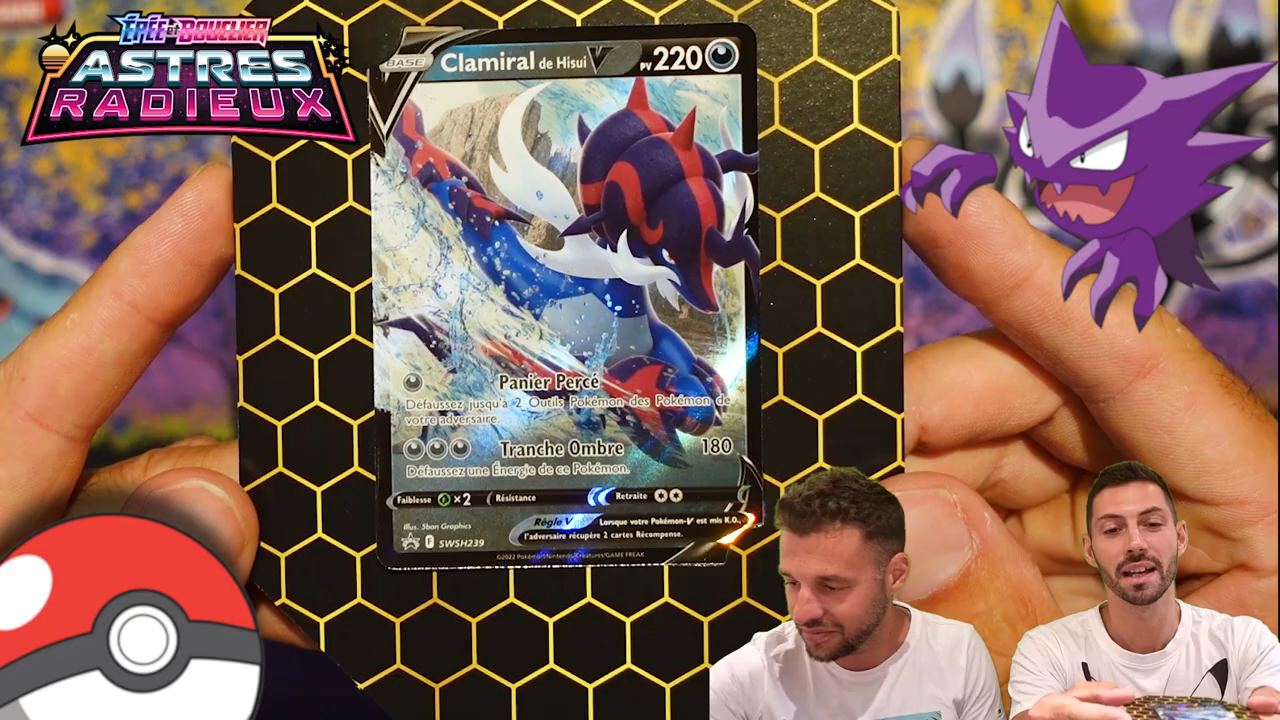 ÉPÉE et BOUCLIER
ASTRES
RADIEUX
BASE Clamiral de Hisui V PV 220
Panier Percé
Défaussez jusqu'à 2 Outils Pokémon des Pokémon de
votre adversaire.
Tranche Ombre 180
Défaussez une Énergie de ce Pokémon.
Faiblesse ×2 Résistance Retraite
Illus. 5ban Graphics
Règle V Lorsque votre Pokémon-V est mis K.O.,
l'adversaire récupère 2 cartes Récompense.
SWSH239
©2022 Pokémon/Nintendo/Creatures/GAME FREAK